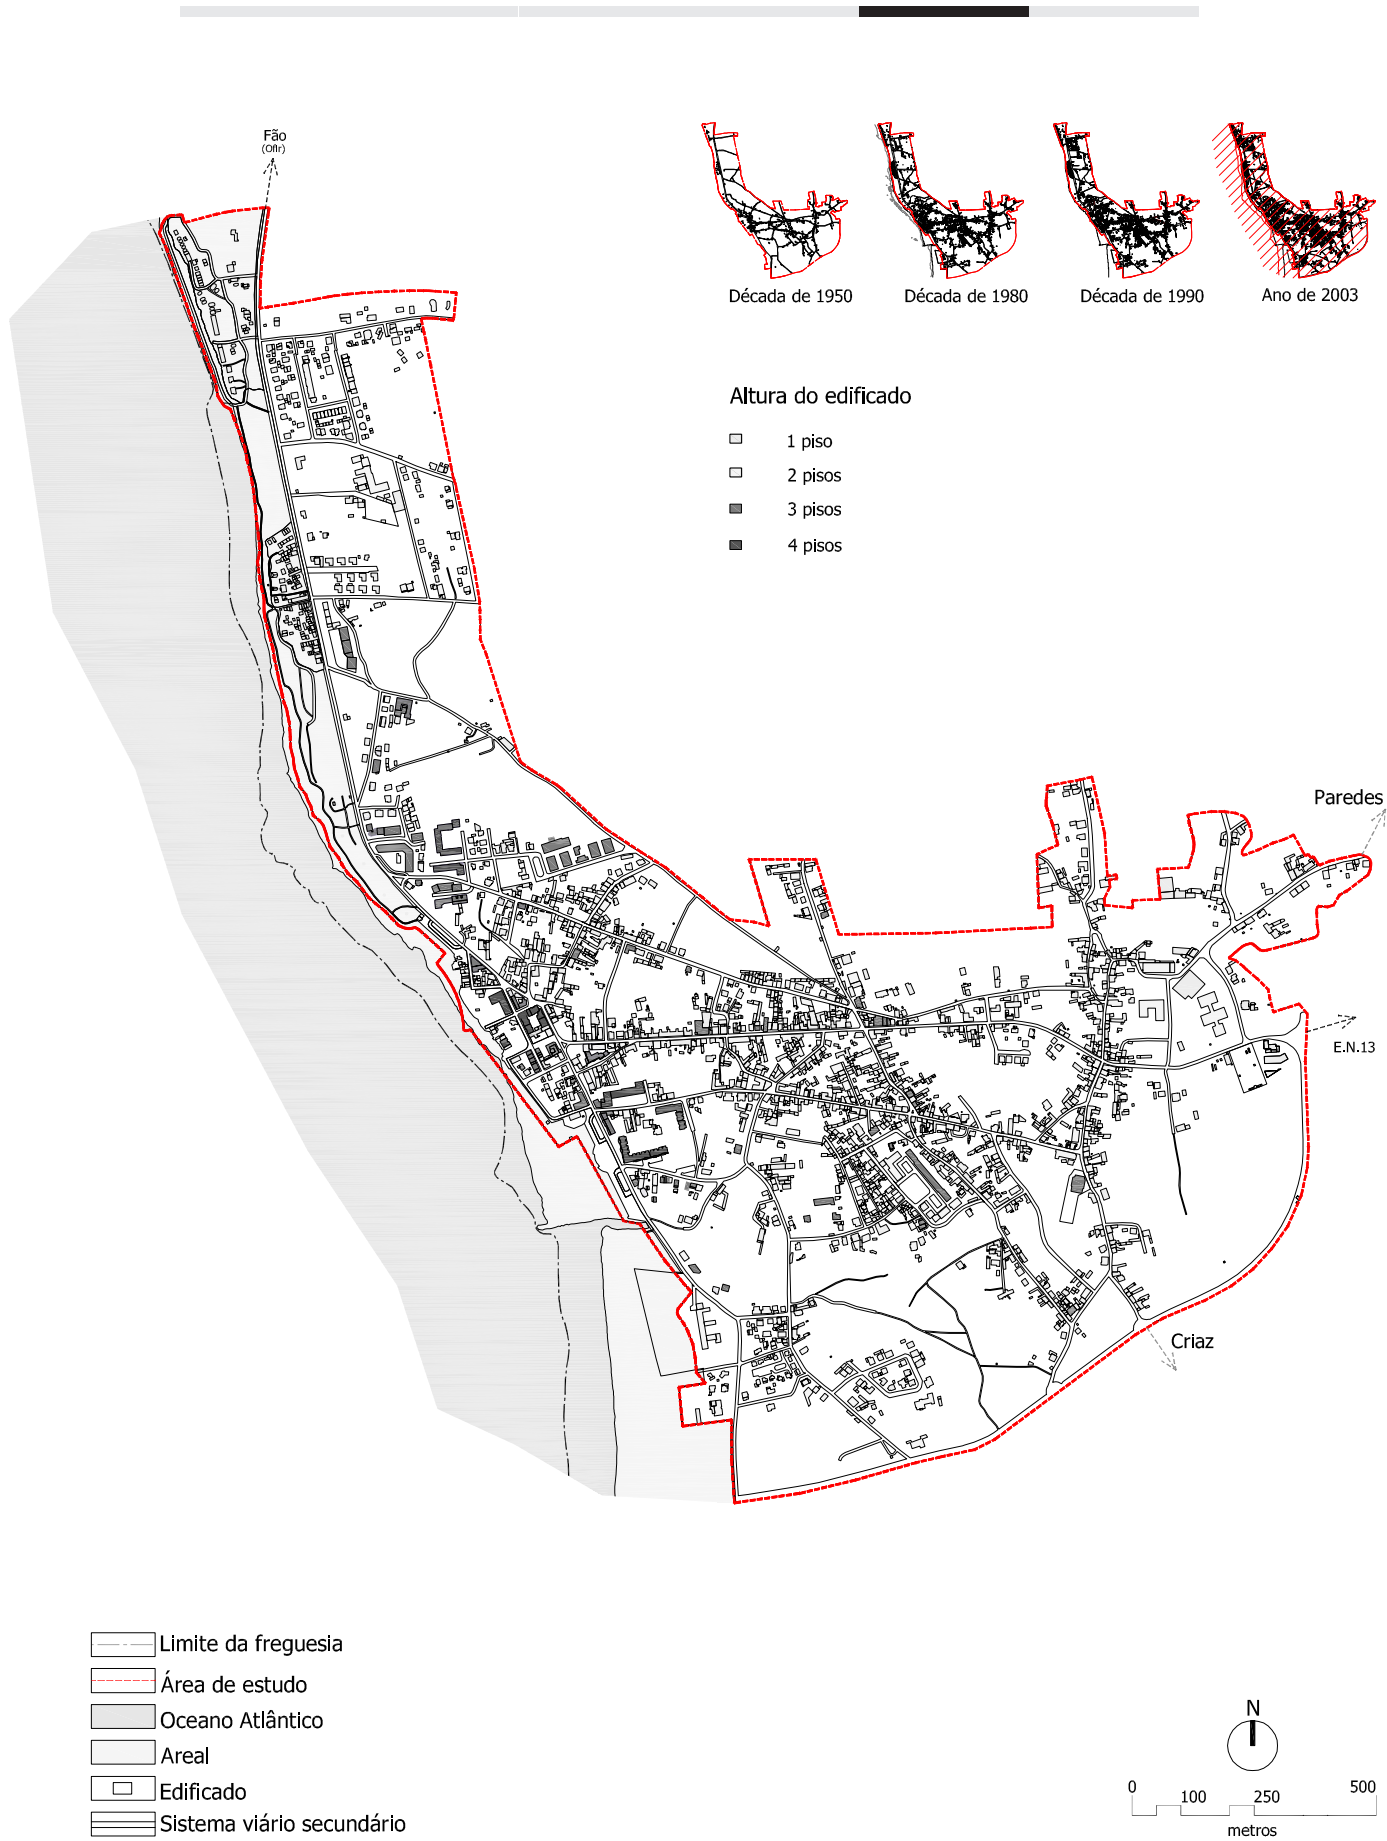 Fão
(Ofir)
Década de 1950
Década de 1980
Década de 1990
Ano de 2003
Altura do edificado
1 piso
2 pisos
3 pisos
4 pisos
Paredes
E.N.13
Criaz
Limite da freguesia
Área de estudo
Oceano Atlântico
Areal
Edificado
Sistema viário secundário
N
0 100 250 500
metros